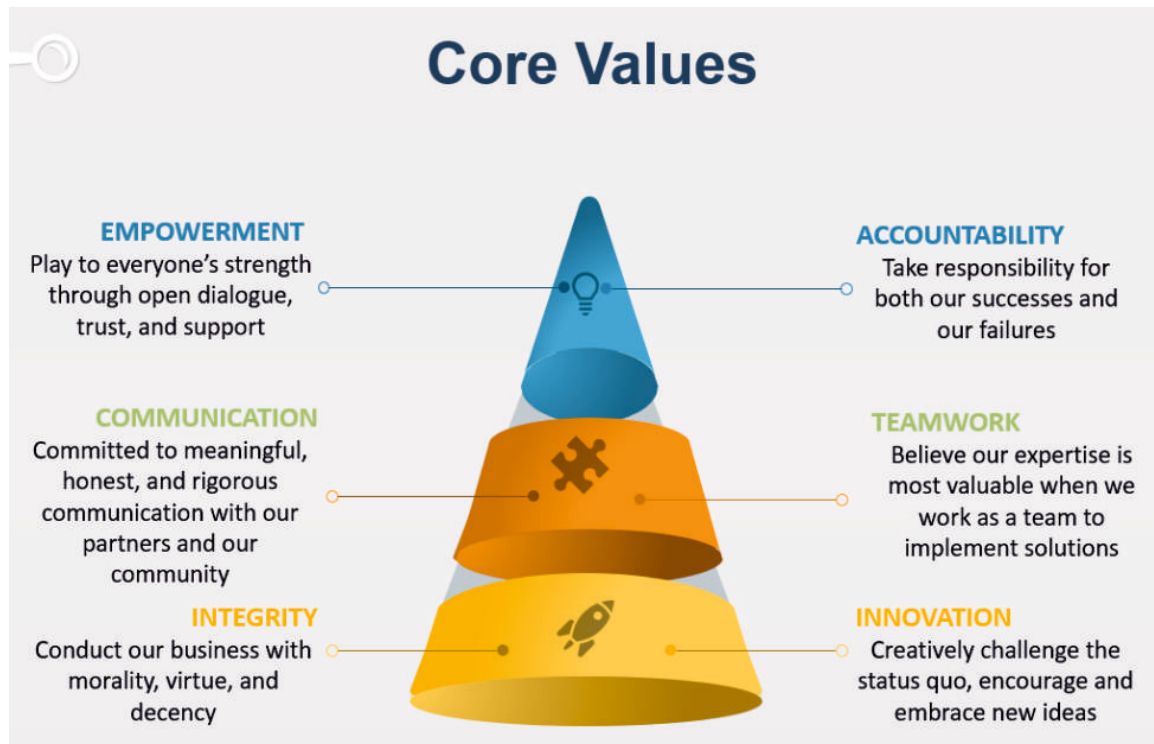 Core Values
EMPOWERMENT
Play to everyone’s strength
through open dialogue,
trust, and support
ACCOUNTABILITY
Take responsibility for
both our successes and
our failures
COMMUNICATION
Committed to meaningful,
honest, and rigorous
communication with our
partners and our
community
TEAMWORK
Believe our expertise is
most valuable when we
work as a team to
implement solutions
INTEGRITY
Conduct our business with
morality, virtue, and
decency
INNOVATION
Creatively challenge the
status quo, encourage and
embrace new ideas